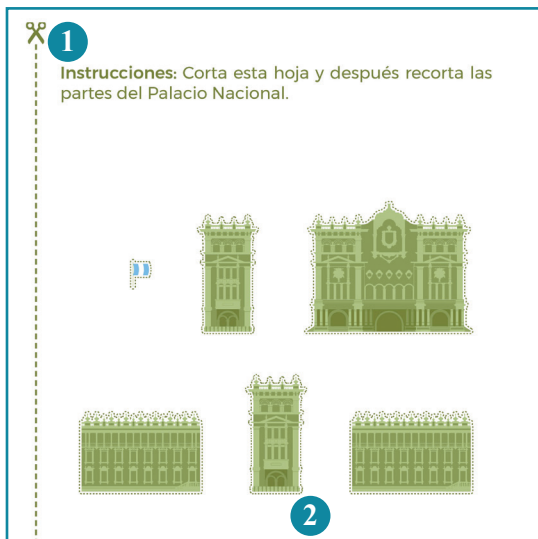 1
Instrucciones: Corta esta hoja y después recorta las
partes del Palacio Nacional.
2